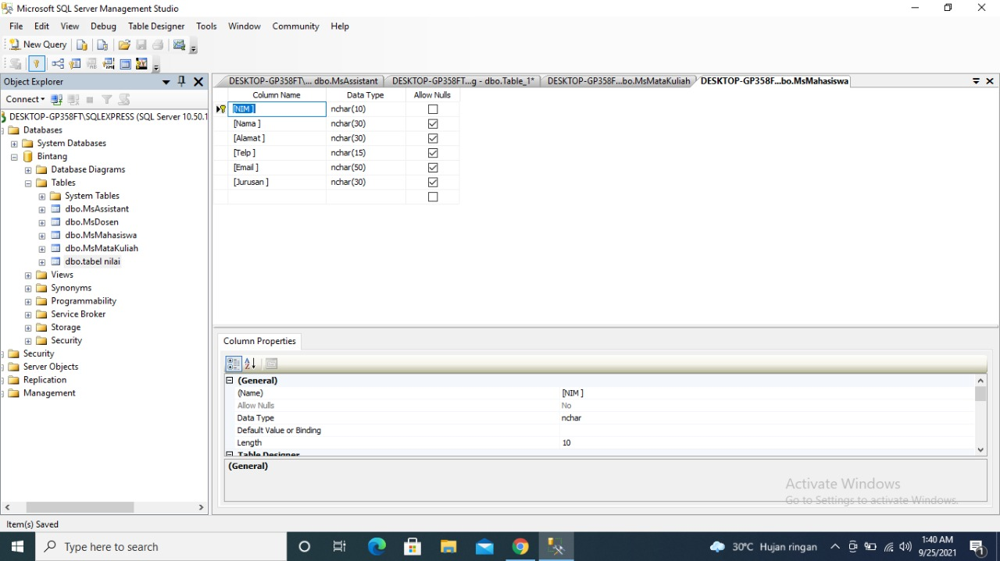 Microsoft SQL Server Management Studio
File Edit View Debug Table Designer Tools Window Community Help
New Query
Object Explorer
Connect
DESKTOP-GP358FT\SQLEXPRESS (SQL Server 10.50.1
Databases
System Databases
Bintang
Database Diagrams
Tables
System Tables
dbo.MsAssistant
dbo.MsDosen
dbo.MsMahasiswa
dbo.MsMataKuliah
dbo.tabel nilai
Views
Synonyms
Programmability
Service Broker
Storage
Security
Security
Server Objects
Replication
Management
DESKTOP-GP358FT\... dbo.MsAssistant DESKTOP-GP358FT...g - dbo.Table_1* DESKTOP-GP358F...bo.MsMataKuliah DESKTOP-GP358F...bo.MsMahasiswa
Column Name Data Type Allow Nulls
[NIM ] nchar(10)
[Nama ] nchar(30)
[Alamat ] nchar(30)
[Telp ] nchar(15)
[Email ] nchar(50)
[Jurusan ] nchar(30)
Column Properties
(General)
(Name) [NIM ]
Allow Nulls No
Data Type nchar
Default Value or Binding
Length 10
Table Designer
(General)
Activate Windows
Go to Settings to activate Windows.
Item(s) Saved
Type here to search
30°C Hujan ringan
1:40 AM
9/25/2021
1